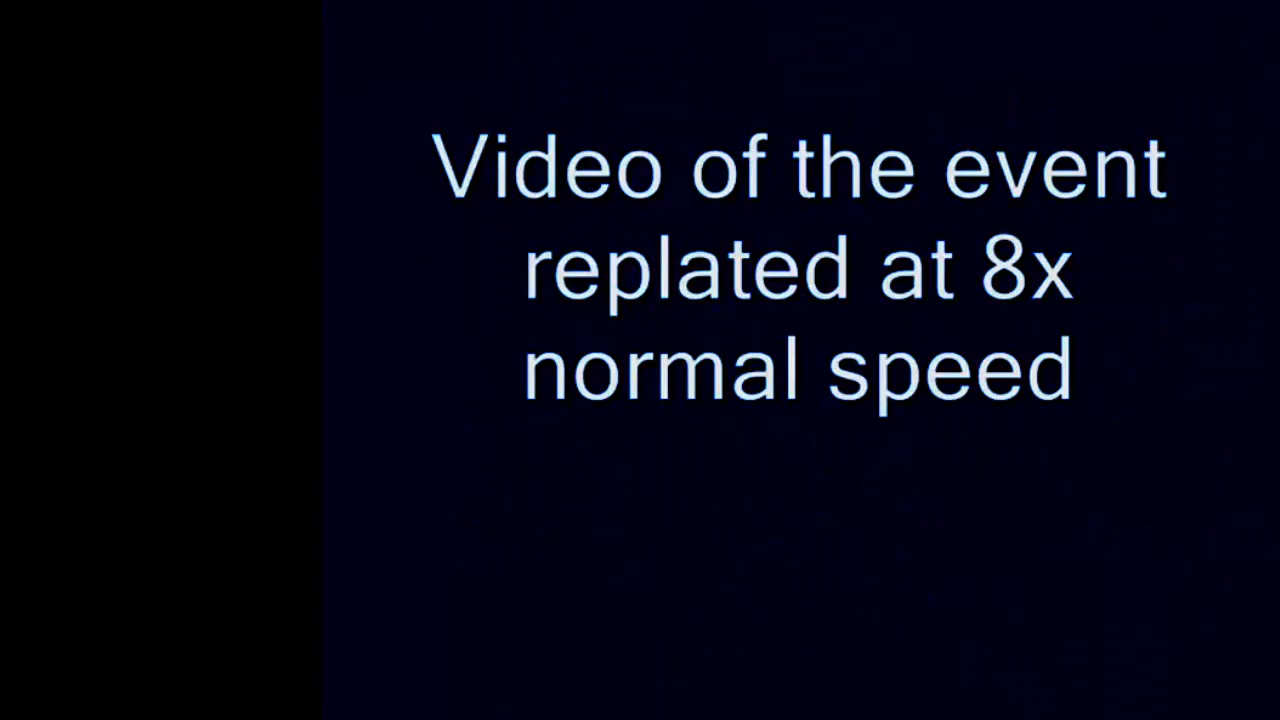 Video of the event
replated at 8x
normal speed